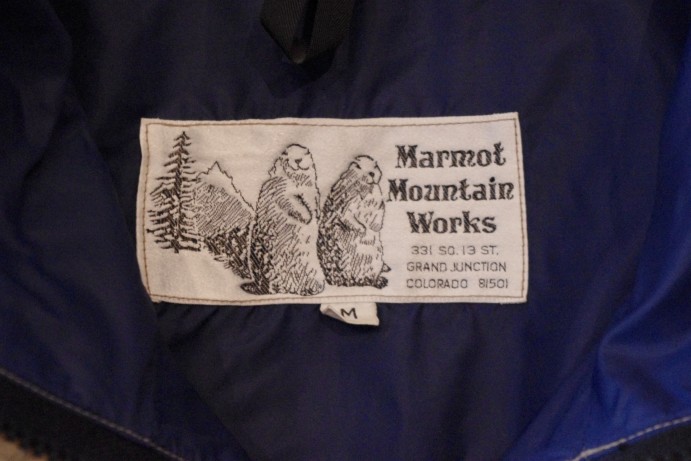 Marmot
Mountain
Works
331 SO. 13 ST.
GRAND JUNCTION
COLORADO 81501
M